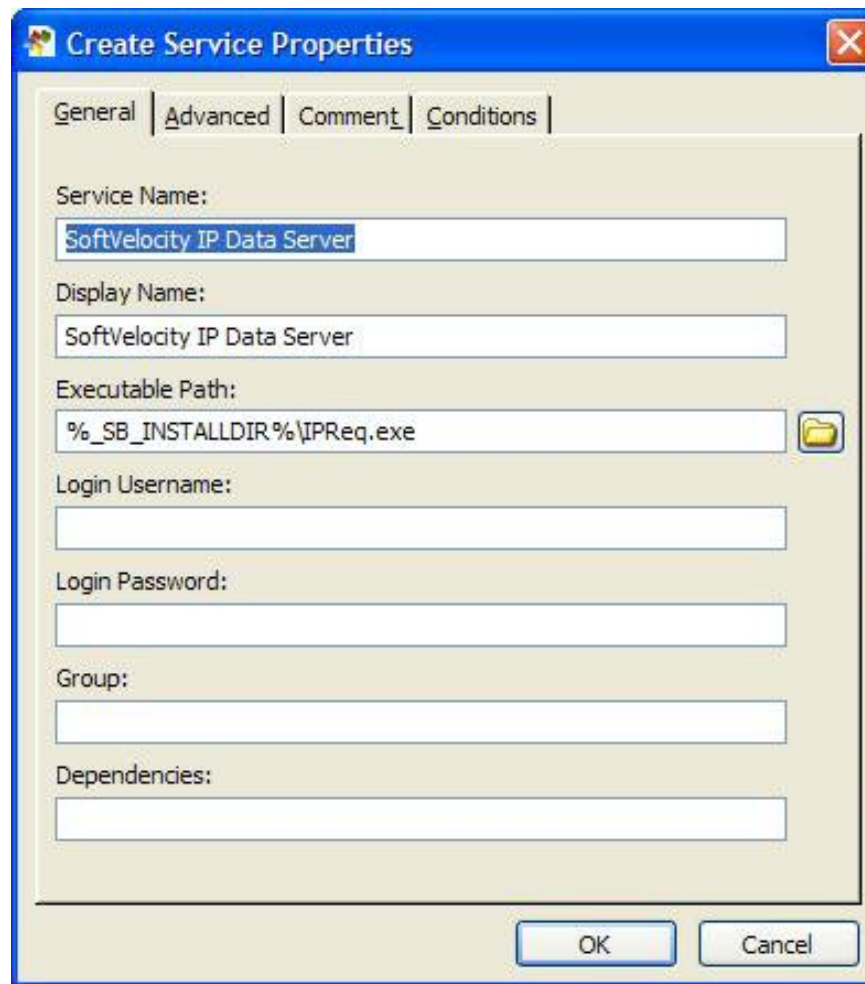 Create Service Properties
General Advanced Comment Conditions
Service Name:
SoftVelocity IP Data Server
Display Name:
SoftVelocity IP Data Server
Executable Path:
%_SB_INSTALLDIR%\IPReq.exe
Login Username:
Login Password:
Group:
Dependencies:
OK Cancel